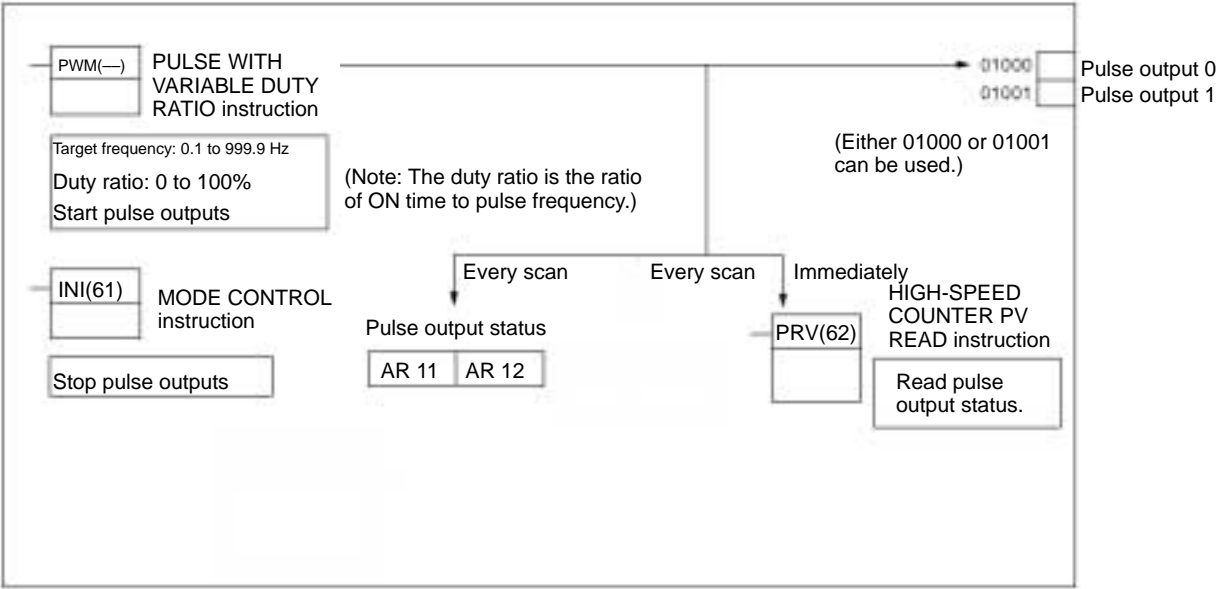 PWM(—)
PULSE WITH
VARIABLE DUTY
RATIO instruction
01000
Pulse output 0
01001
Pulse output 1
Target frequency: 0.1 to 999.9 Hz
Duty ratio: 0 to 100%
Start pulse outputs
(Note: The duty ratio is the ratio
of ON time to pulse frequency.)
(Either 01000 or 01001
can be used.)
Every scan
Every scan
Immediately
INI(61)
MODE CONTROL
instruction
Pulse output status
AR 11
AR 12
PRV(62)
HIGH-SPEED
COUNTER PV
READ instruction
Stop pulse outputs
Read pulse
output status.